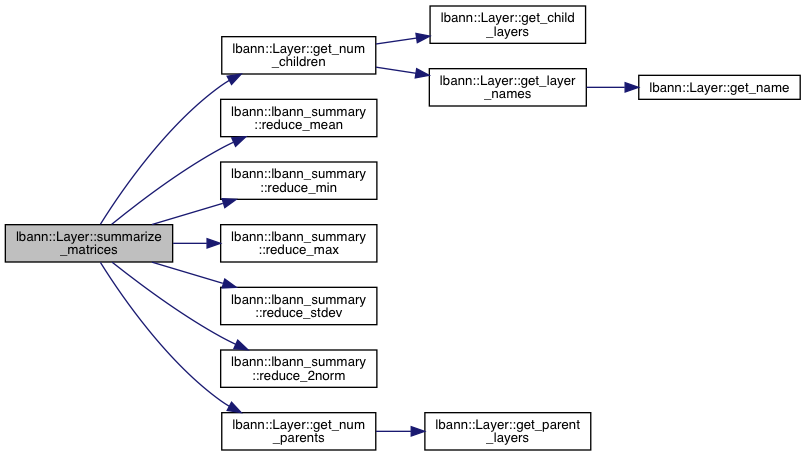 lbann::Layer::summarize
_matrices
lbann::Layer::get_num
_children
lbann::lbann_summary
::reduce_mean
lbann::lbann_summary
::reduce_min
lbann::lbann_summary
::reduce_max
lbann::lbann_summary
::reduce_stdev
lbann::lbann_summary
::reduce_2norm
lbann::Layer::get_num
_parents
lbann::Layer::get_child
_layers
lbann::Layer::get_layer
_names
lbann::Layer::get_name
lbann::Layer::get_parent
_layers